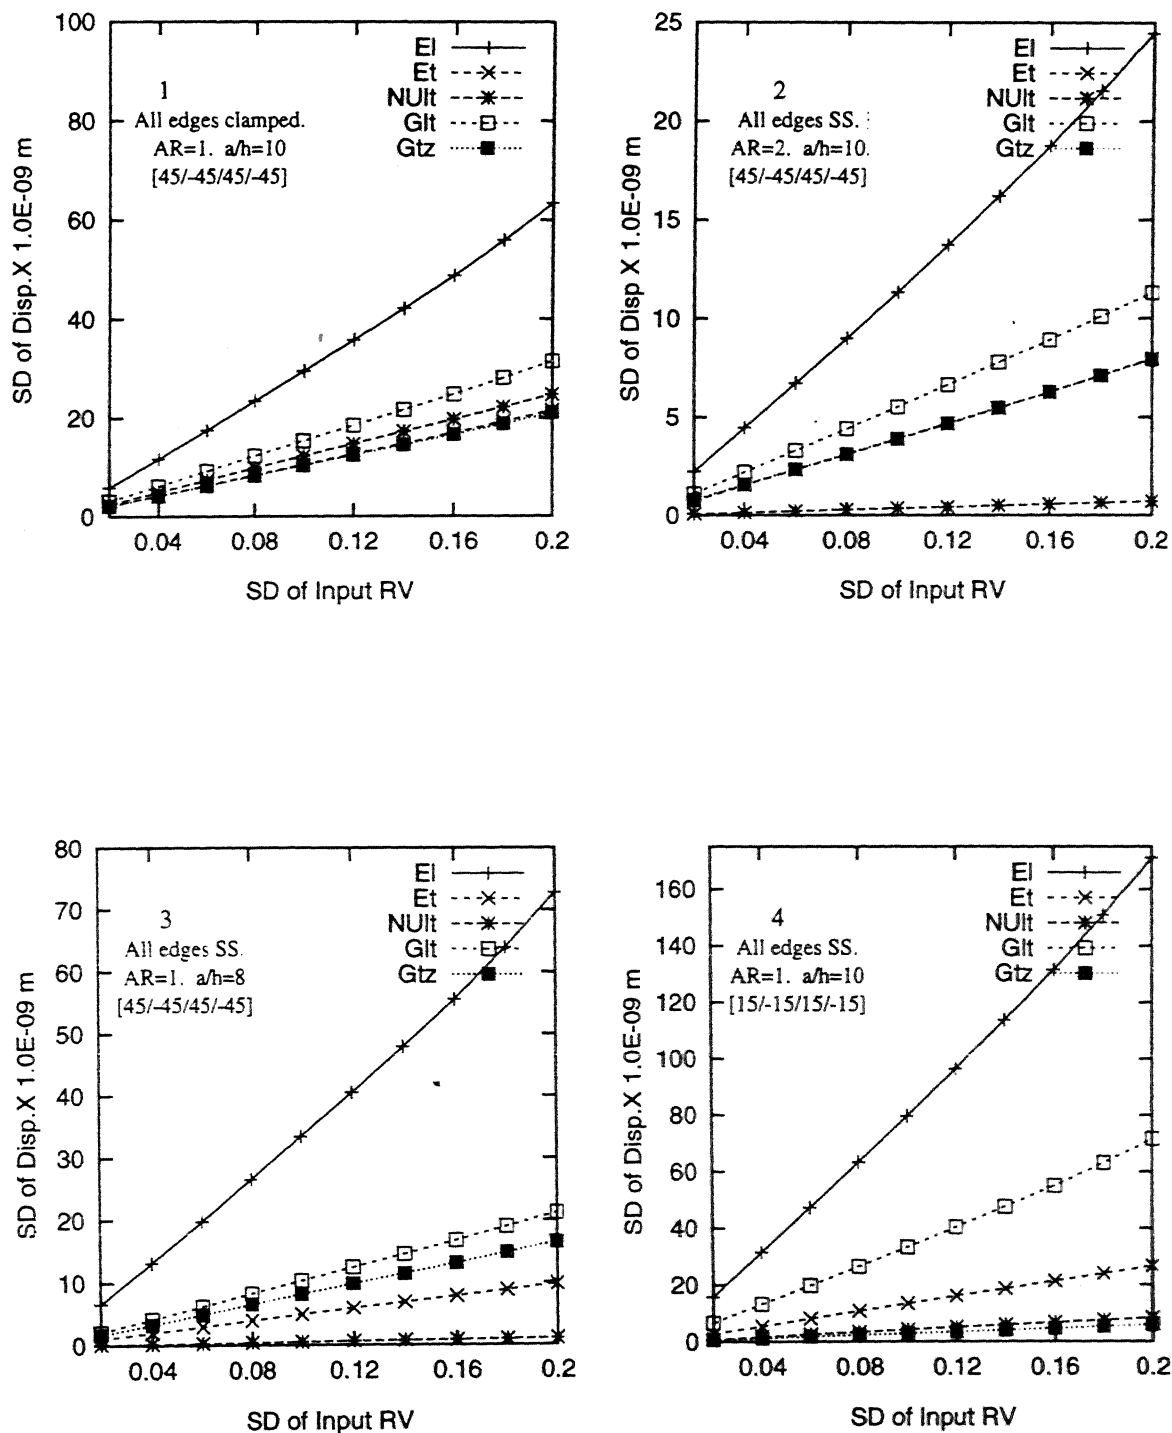 100
80
60
40
20
0
SD of Disp.X 1.0E-09 m
1
All edges clamped.
AR=1. a/h=10
[45/-45/45/-45]
El
Et
NUlt
Glt
Gtz
0.04 0.08 0.12 0.16 0.2
SD of Input RV
25
20
15
10
5
0
SD of Disp X 1.0E-09 m
2
All edges SS.
AR=2. a/h=10.
[45/-45/45/-45]
El
Et
NUlt
Glt
Gtz
0.04 0.08 0.12 0.16 0.2
SD of Input RV
80
70
60
50
40
30
20
10
0
SD of Disp.X 1.0E-09 m
3
All edges SS.
AR=1. a/h=8
[45/-45/45/-45]
El
Et
NUlt
Glt
Gtz
0.04 0.08 0.12 0.16 0.2
SD of Input RV
160
140
120
100
80
60
40
20
0
SD of Disp.X 1.0E-09 m
4
All edges SS.
AR=1. a/h=10
[15/-15/15/-15]
El
Et
NUlt
Glt
Gtz
0.04 0.08 0.12 0.16 0.2
SD of Input RV